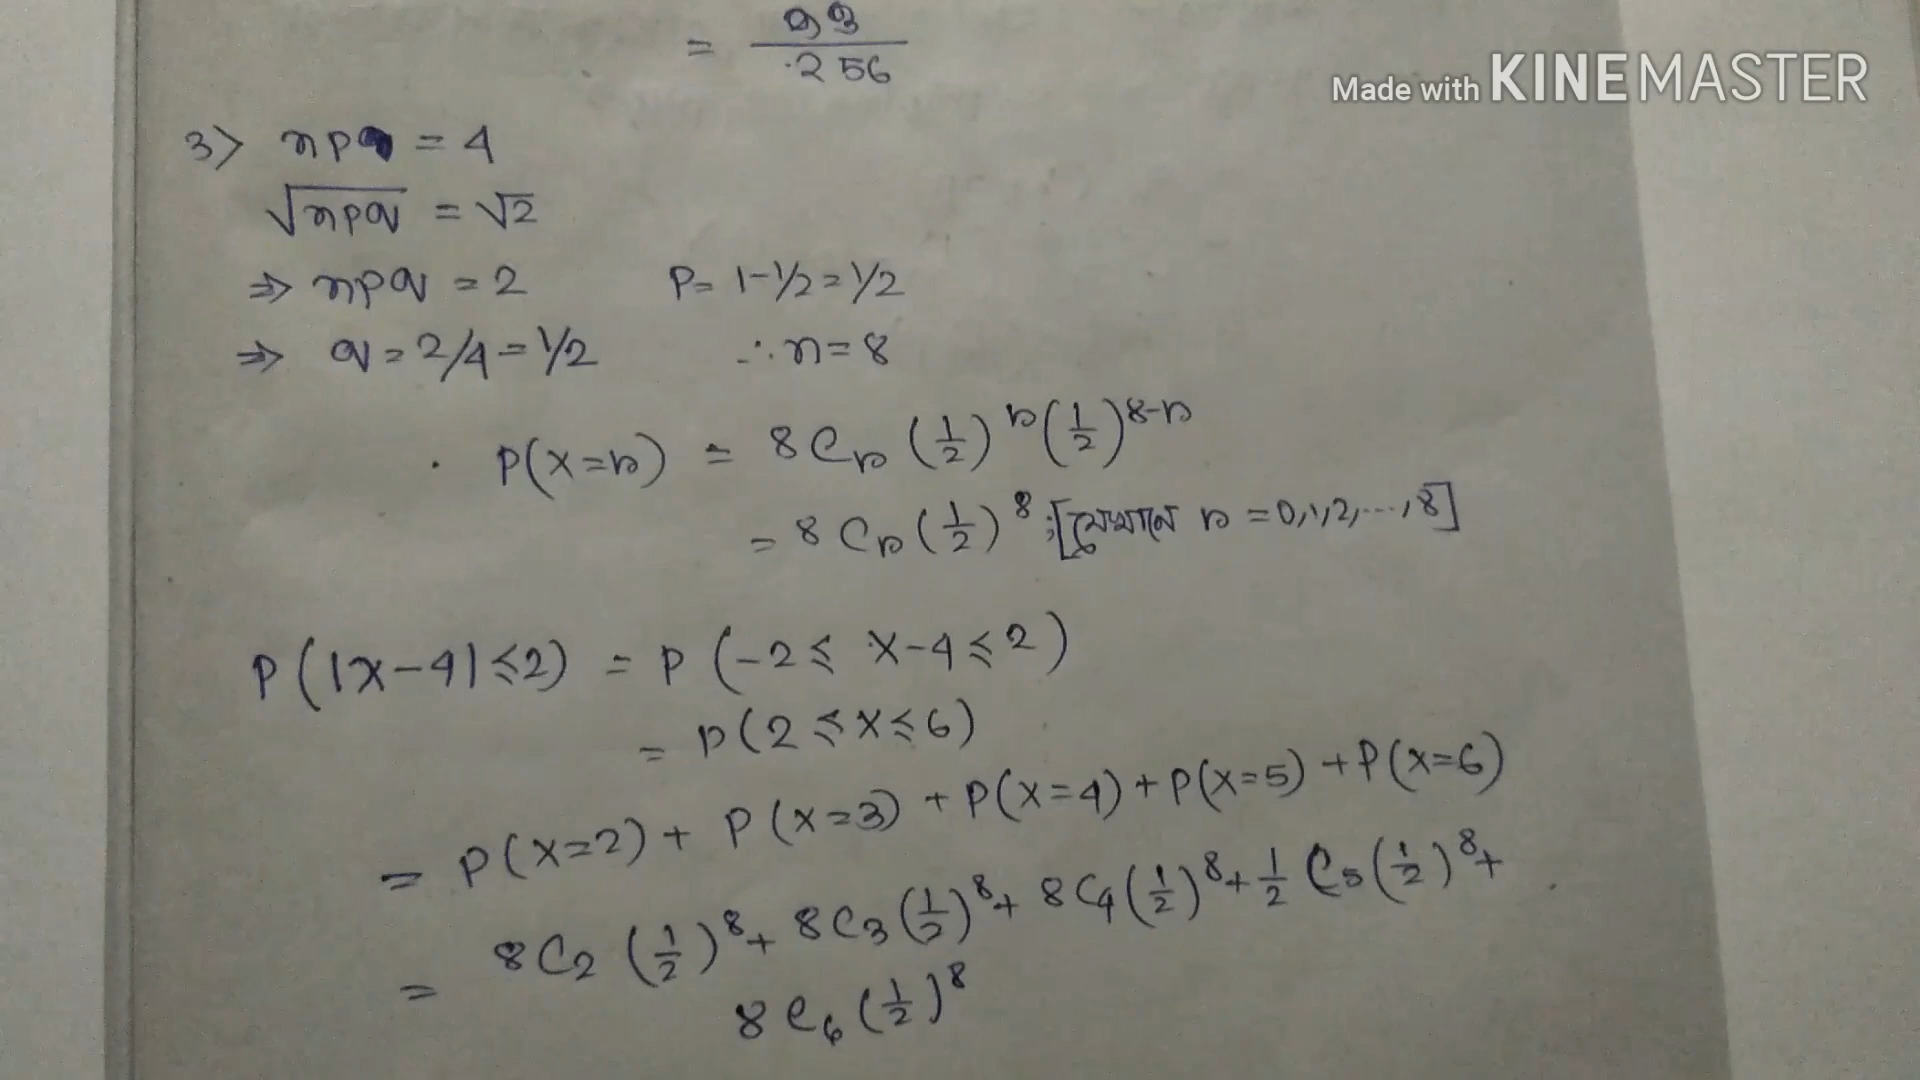 = 99/256
Made with KINEMASTER
3> np = 4
√npq = √2
⇒ npq = 2 P = 1-1/2 = 1/2
⇒ q = 2/4 = 1/2 ∴ n = 8
P(X=r) = 8Cr (1/2)^r (1/2)^8-r
= 8Cr (1/2)^8 ; [যেখানে r = 0,1,2,...,8]
P(|X-4| ≤ 2) = P(-2 ≤ X-4 ≤ 2)
= P(2 ≤ X ≤ 6)
= P(X=2) + P(X=3) + P(X=4) + P(X=5) + P(X=6)
= 8C2 (1/2)^8 + 8C3 (1/2)^8 + 8C4 (1/2)^8 + 1/2 C5 (1/2)^8 +
8C6 (1/2)^8